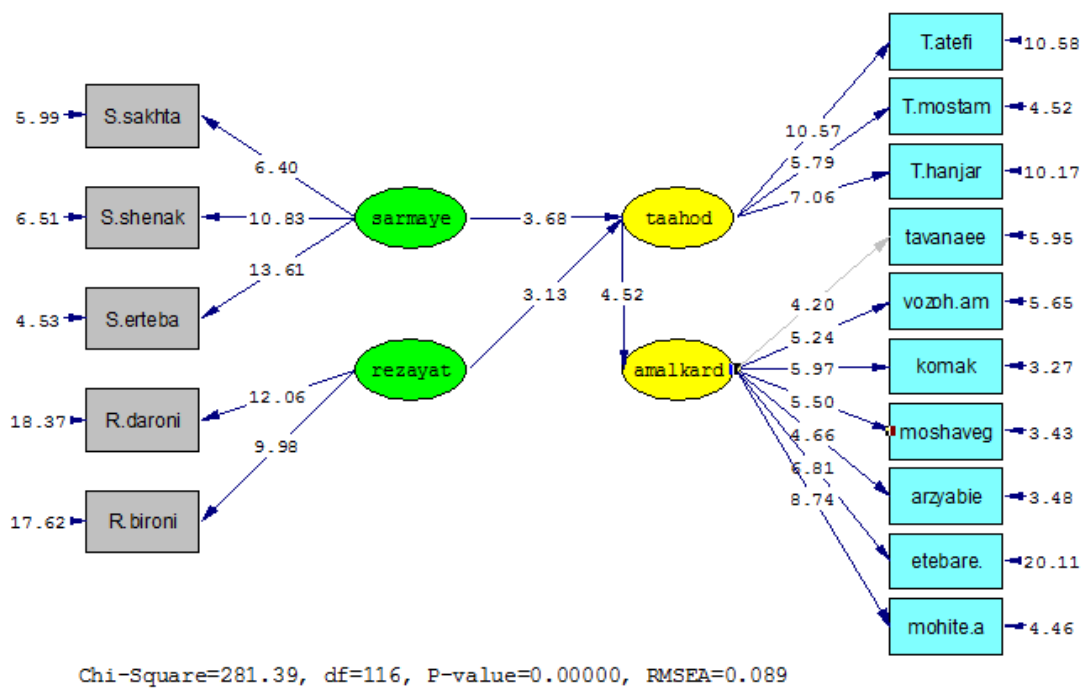 T.atefi
10.58
T.mostam
4.52
T.hanjar
10.17
tavanaee
5.95
vozoh.am
5.65
komak
3.27
moshaveg
3.43
arzyabie
3.48
etebare.
20.11
mohite.a
4.46
5.99
S.sakhta
6.51
S.shenak
4.53
S.erteba
18.37
R.daroni
17.62
R.bironi
6.40
10.83
13.61
12.06
9.98
sarmaye
rezayat
3.68
3.13
taahod
4.52
amalkard
10.57
5.79
7.06
4.20
5.24
5.97
5.50
4.66
6.81
8.74
Chi-Square=281.39, df=116, P-value=0.00000, RMSEA=0.089